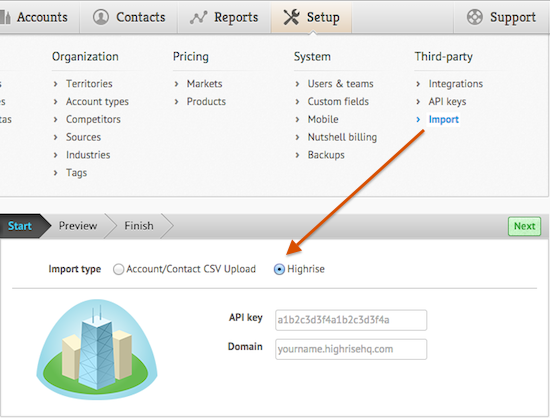 Accounts
Contacts
Reports
Setup
Support
Organization
Territories
Account types
Competitors
Sources
Industries
Tags
Pricing
Markets
Products
System
Users & teams
Custom fields
Mobile
Nutshell billing
Backups
Third-party
Integrations
API keys
Import
Start
Preview
Finish
Next
Import type
Account/Contact CSV Upload
Highrise
API key
a1b2c3d3f4a1b2c3d3f4a
Domain
yourname.highrisehq.com